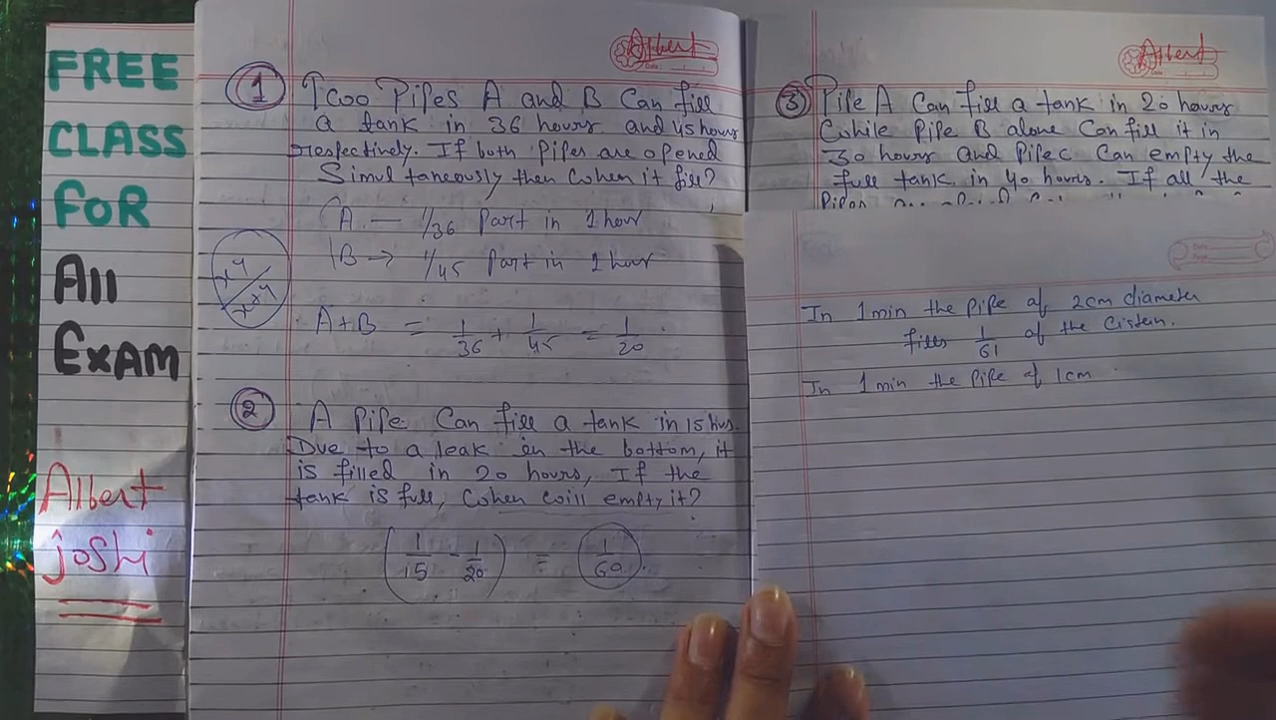 FREE
CLASS
FOR
All
ExAM
Albert
joshi
Albert
1 Two Pipes A and B Can fill
a tank in 36 hours and 45 hours
respectively. If both Pipes are opened
Simul taneously then when it fill?
A — 1/36 Part in 1 hour
B → 1/45 Part in 1 hour
A+B = 1/36 + 1/45 = 1/20
2 A Pipe Can fill a tank in 15 hrs.
Due to a leak in the bottom, it
is filled in 20 hours, If the
tank is full, when will empty it?
(1/15 - 1/20) = 1/60
Albert
3 Pipe A Can fill a tank in 20 hours
while Pipe B alone Can fill it in
30 hours and Pipe C Can empty the
full tank in 40 hours. If all the
In 1 min the Pipe of 2cm diameter
fills 1/61 of the Cistern.
In 1 min the Pipe of 1cm